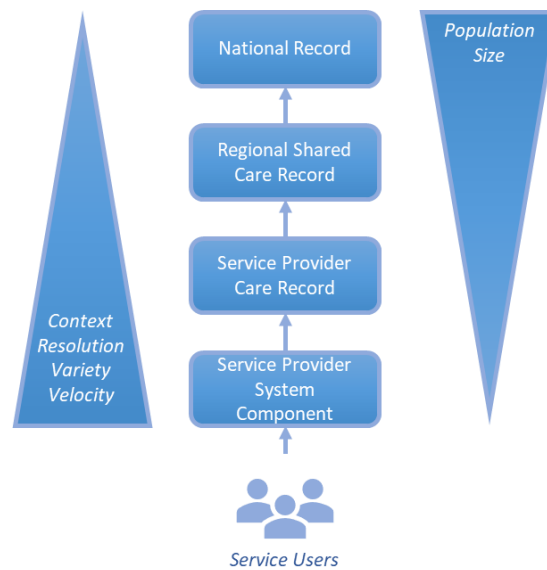 National Record
Population
Size
Regional Shared
Care Record
Service Provider
Care Record
Context
Resolution
Variety
Velocity
Service Provider
System
Component
Service Users